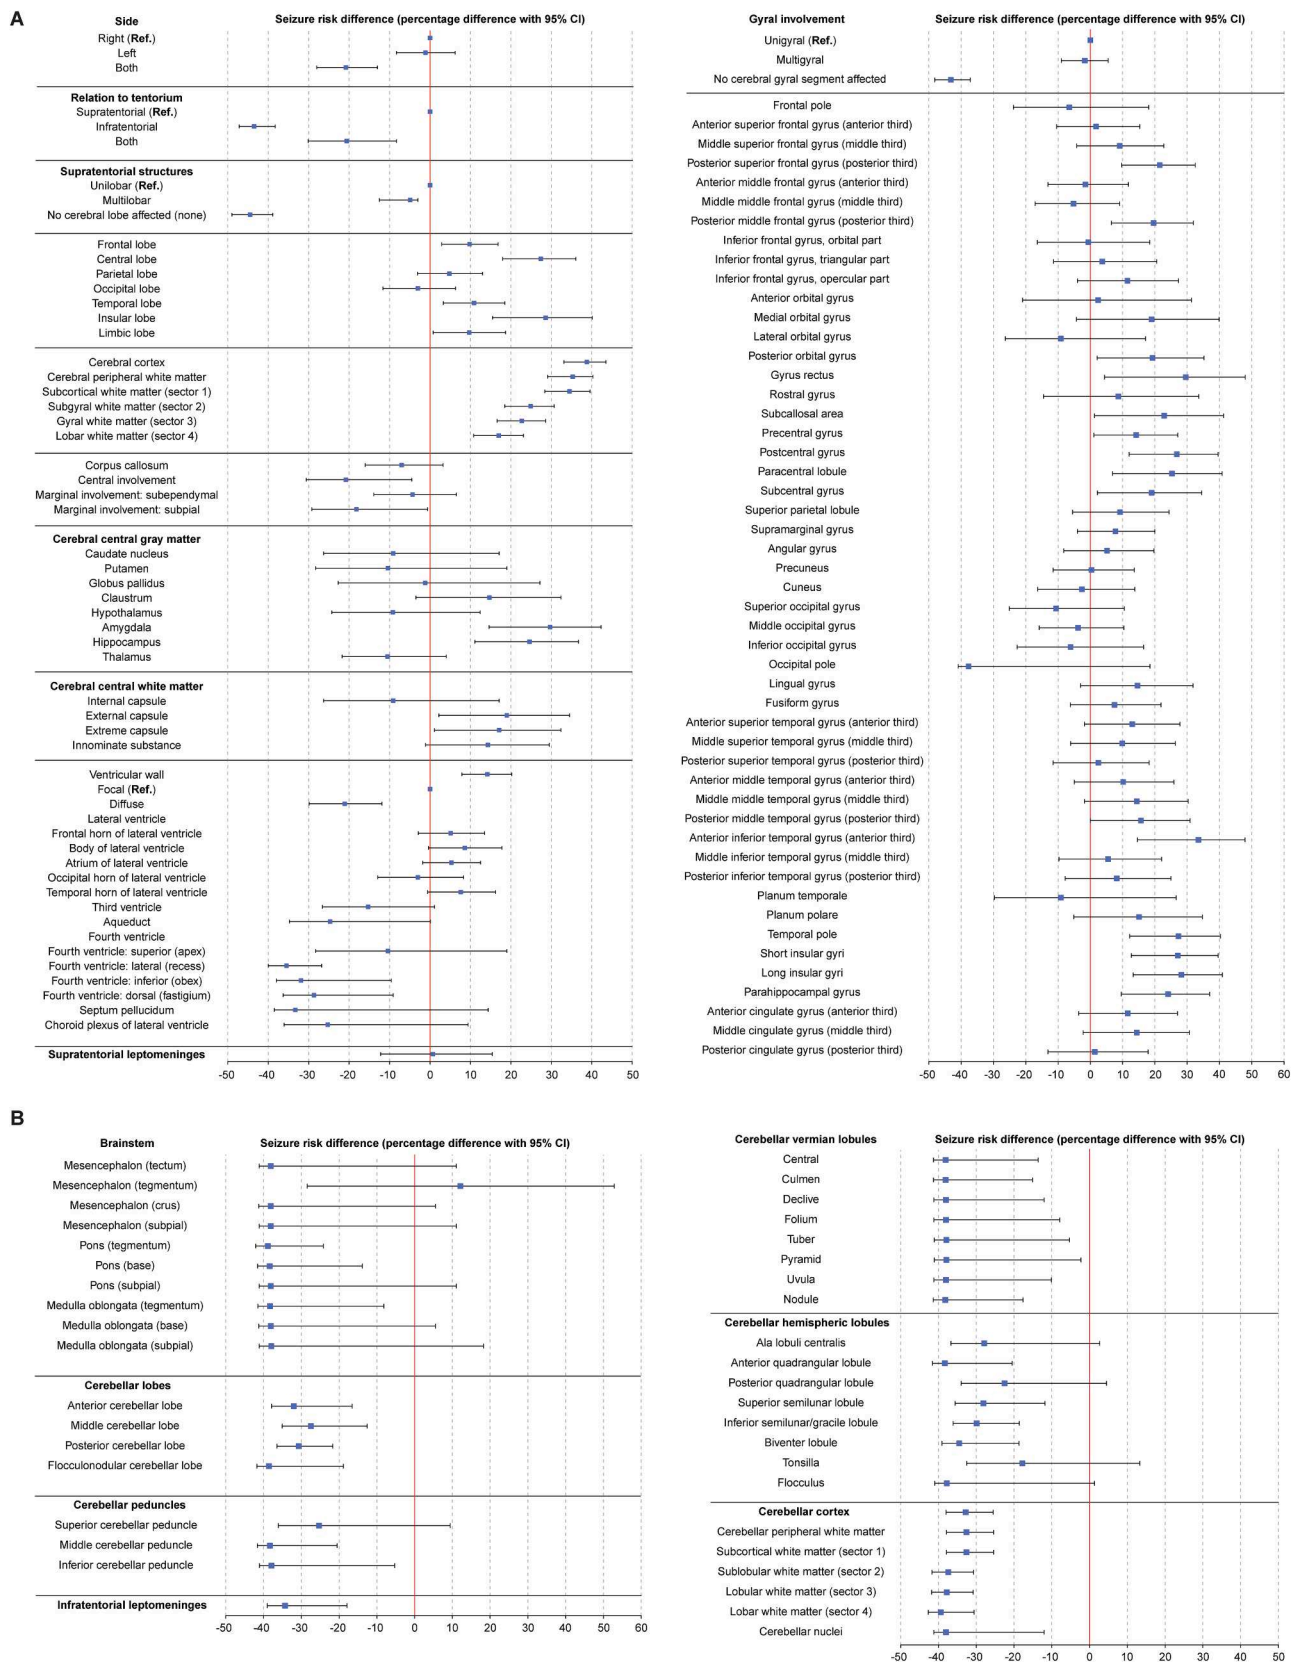 A
Side
Seizure risk difference (percentage difference with 95% CI)
Right (Ref.)
Left
Both
Relation to tentorium
Supratentorial (Ref.)
Infratentorial
Both
Supratentorial structures
Unilobar (Ref.)
Multilobar
No cerebral lobe affected (none)
Frontal lobe
Central lobe
Parietal lobe
Occipital lobe
Temporal lobe
Insular lobe
Limbic lobe
Cerebral cortex
Cerebral peripheral white matter
Subcortical white matter (sector 1)
Subgyral white matter (sector 2)
Gyral white matter (sector 3)
Lobar white matter (sector 4)
Corpus callosum
Central involvement
Marginal involvement: subependymal
Marginal involvement: subpial
Cerebral central gray matter
Caudate nucleus
Putamen
Globus pallidus
Claustrum
Hypothalamus
Amygdala
Hippocampus
Thalamus
Cerebral central white matter
Internal capsule
External capsule
Extreme capsule
Innominate substance
Ventricular wall
Focal (Ref.)
Diffuse
Lateral ventricle
Frontal horn of lateral ventricle
Body of lateral ventricle
Atrium of lateral ventricle
Occipital horn of lateral ventricle
Temporal horn of lateral ventricle
Third ventricle
Aqueduct
Fourth ventricle
Fourth ventricle: superior (apex)
Fourth ventricle: lateral (recess)
Fourth ventricle: inferior (obex)
Fourth ventricle: dorsal (fastigium)
Septum pellucidum
Choroid plexus of lateral ventricle
Supratentorial leptomeninges
-50 -40 -30 -20 -10 0 10 20 30 40 50
Gyral involvement
Seizure risk difference (percentage difference with 95% CI)
Unigyral (Ref.)
Multigyral
No cerebral gyral segment affected
Frontal pole
Anterior superior frontal gyrus (anterior third)
Middle superior frontal gyrus (middle third)
Posterior superior frontal gyrus (posterior third)
Anterior middle frontal gyrus (anterior third)
Middle middle frontal gyrus (middle third)
Posterior middle frontal gyrus (posterior third)
Inferior frontal gyrus, orbital part
Inferior frontal gyrus, triangular part
Inferior frontal gyrus, opercular part
Anterior orbital gyrus
Medial orbital gyrus
Lateral orbital gyrus
Posterior orbital gyrus
Gyrus rectus
Rostral gyrus
Subcallosal area
Precentral gyrus
Postcentral gyrus
Paracentral lobule
Subcentral gyrus
Superior parietal lobule
Supramarginal gyrus
Angular gyrus
Precuneus
Cuneus
Superior occipital gyrus
Middle occipital gyrus
Inferior occipital gyrus
Occipital pole
Lingual gyrus
Fusiform gyrus
Anterior superior temporal gyrus (anterior third)
Middle superior temporal gyrus (middle third)
Posterior superior temporal gyrus (posterior third)
Anterior middle temporal gyrus (anterior third)
Middle middle temporal gyrus (middle third)
Posterior middle temporal gyrus (posterior third)
Anterior inferior temporal gyrus (anterior third)
Middle inferior temporal gyrus (middle third)
Posterior inferior temporal gyrus (posterior third)
Planum temporale
Planum polare
Temporal pole
Short insular gyri
Long insular gyri
Parahippocampal gyrus
Anterior cingulate gyrus (anterior third)
Middle cingulate gyrus (middle third)
Posterior cingulate gyrus (posterior third)
-50 -40 -30 -20 -10 0 10 20 30 40 50 60
B
Brainstem
Seizure risk difference (percentage difference with 95% CI)
Mesencephalon (tectum)
Mesencephalon (tegmentum)
Mesencephalon (crus)
Mesencephalon (subpial)
Pons (tegmentum)
Pons (base)
Pons (subpial)
Medulla oblongata (tegmentum)
Medulla oblongata (base)
Medulla oblongata (subpial)
Cerebellar lobes
Anterior cerebellar lobe
Middle cerebellar lobe
Posterior cerebellar lobe
Flocculonodular cerebellar lobe
Cerebellar peduncles
Superior cerebellar peduncle
Middle cerebellar peduncle
Inferior cerebellar peduncle
Infratentorial leptomeninges
-50 -40 -30 -20 -10 0 10 20 30 40 50 60
Cerebellar vermian lobules
Seizure risk difference (percentage difference with 95% CI)
Central
Culmen
Declive
Folium
Tuber
Pyramid
Uvula
Nodule
Cerebellar hemispheric lobules
Ala lobuli centralis
Anterior quadrangular lobule
Posterior quadrangular lobule
Superior semilunar lobule
Inferior semilunar/gracile lobule
Biventer lobule
Tonsilla
Flocculus
Cerebellar cortex
Cerebellar peripheral white matter
Subcortical white matter (sector 1)
Sublobular white matter (sector 2)
Lobular white matter (sector 3)
Lobar white matter (sector 4)
Cerebellar nuclei
-50 -40 -30 -20 -10 0 10 20 30 40 50